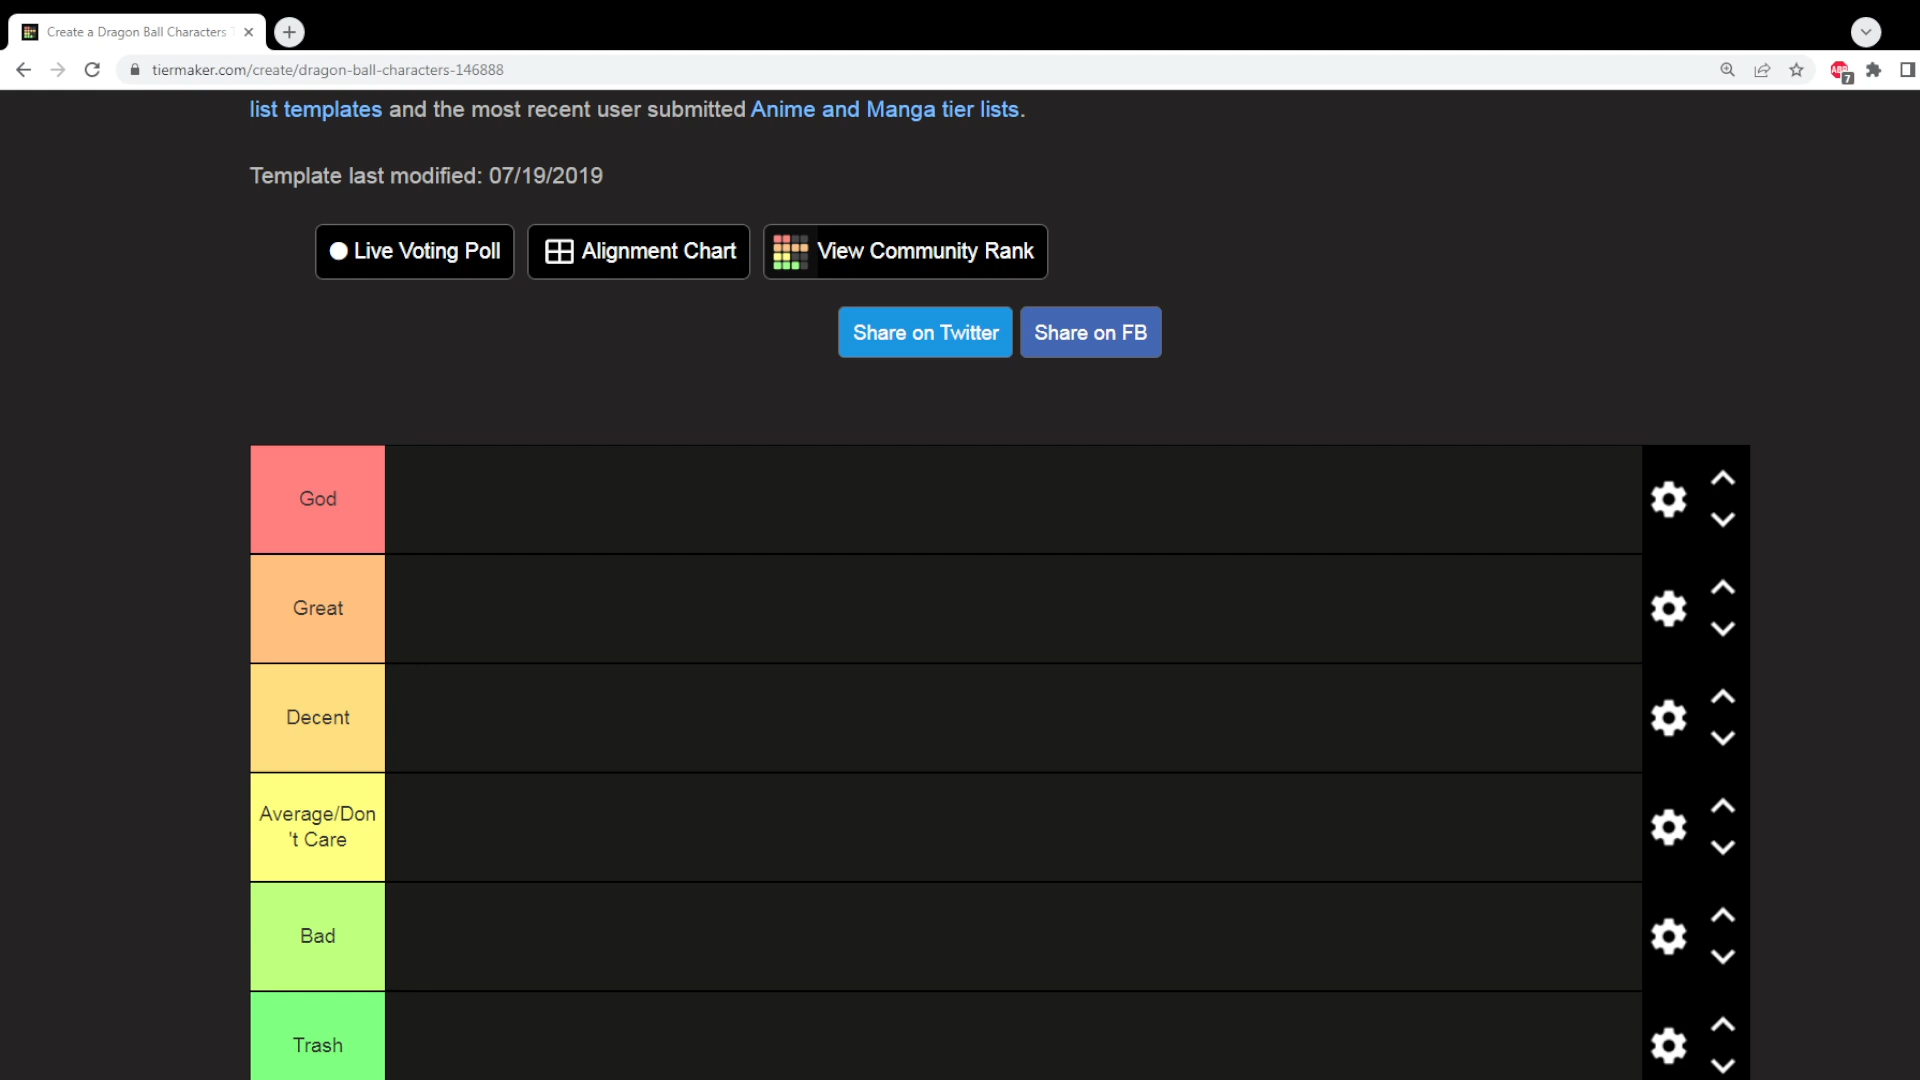 Create a Dragon Ball Characters
tiermaker.com/create/dragon-ball-characters-146888
ABP
7
list templates and the most recent user submitted Anime and Manga tier lists.
Template last modified: 07/19/2019
Live Voting Poll
Alignment Chart
View Community Rank
Share on Twitter
Share on FB
God
Great
Decent
Average/Don
't Care
Bad
Trash